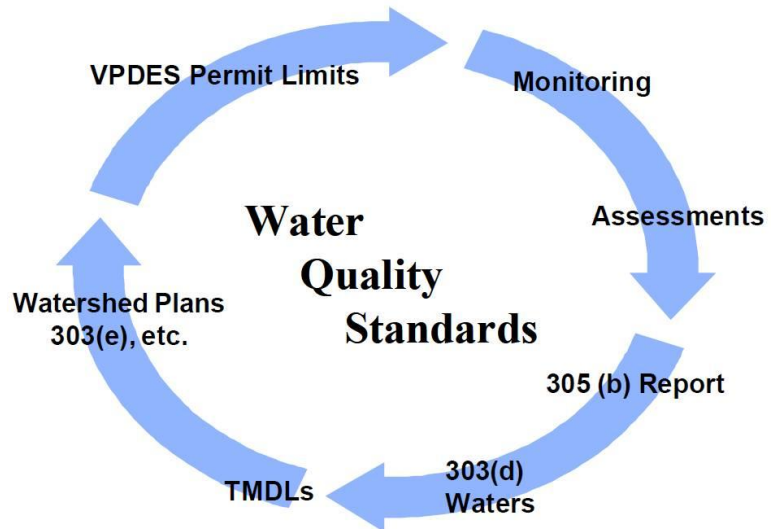 VPDES Permit Limits
Monitoring
Assessments
Water
Quality
Standards
Watershed Plans
303(e), etc.
305 (b) Report
303(d)
Waters
TMDLs